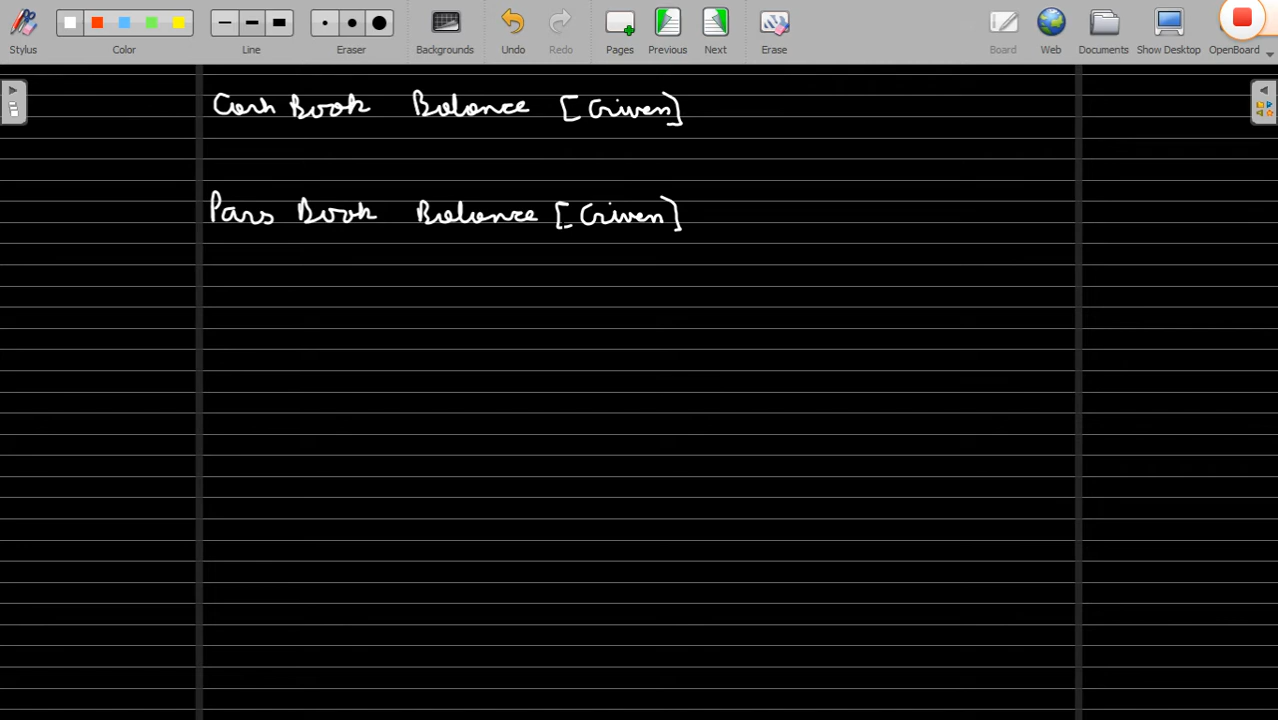 Stylus
Color
Line
Eraser
Backgrounds
Undo
Redo
Pages
Previous
Next
Erase
Board
Web
Documents
Show Desktop
OpenBoard
Cash Book Balance [Given]
Pass Book Balance [Given]